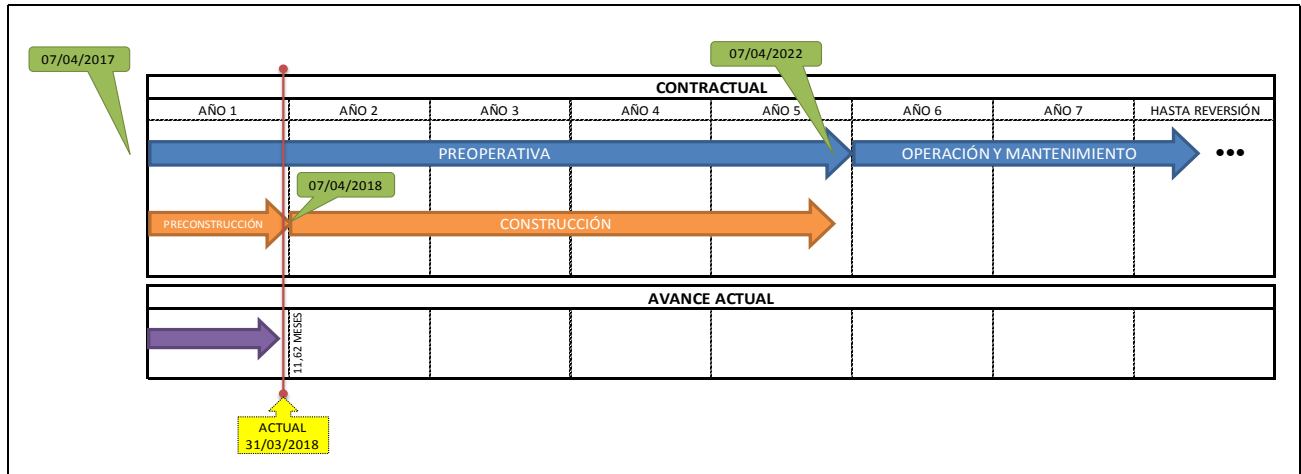 07/04/2017
07/04/2022
CONTRACTUAL
AÑO 1 AÑO 2 AÑO 3 AÑO 4 AÑO 5 AÑO 6 AÑO 7 HASTA REVERSIÓN
PREOPERATIVA OPERACIÓN Y MANTENIMIENTO •••
07/04/2018
PRECONSTRUCCIÓN CONSTRUCCIÓN
AVANCE ACTUAL
11,62 MESES
ACTUAL
31/03/2018